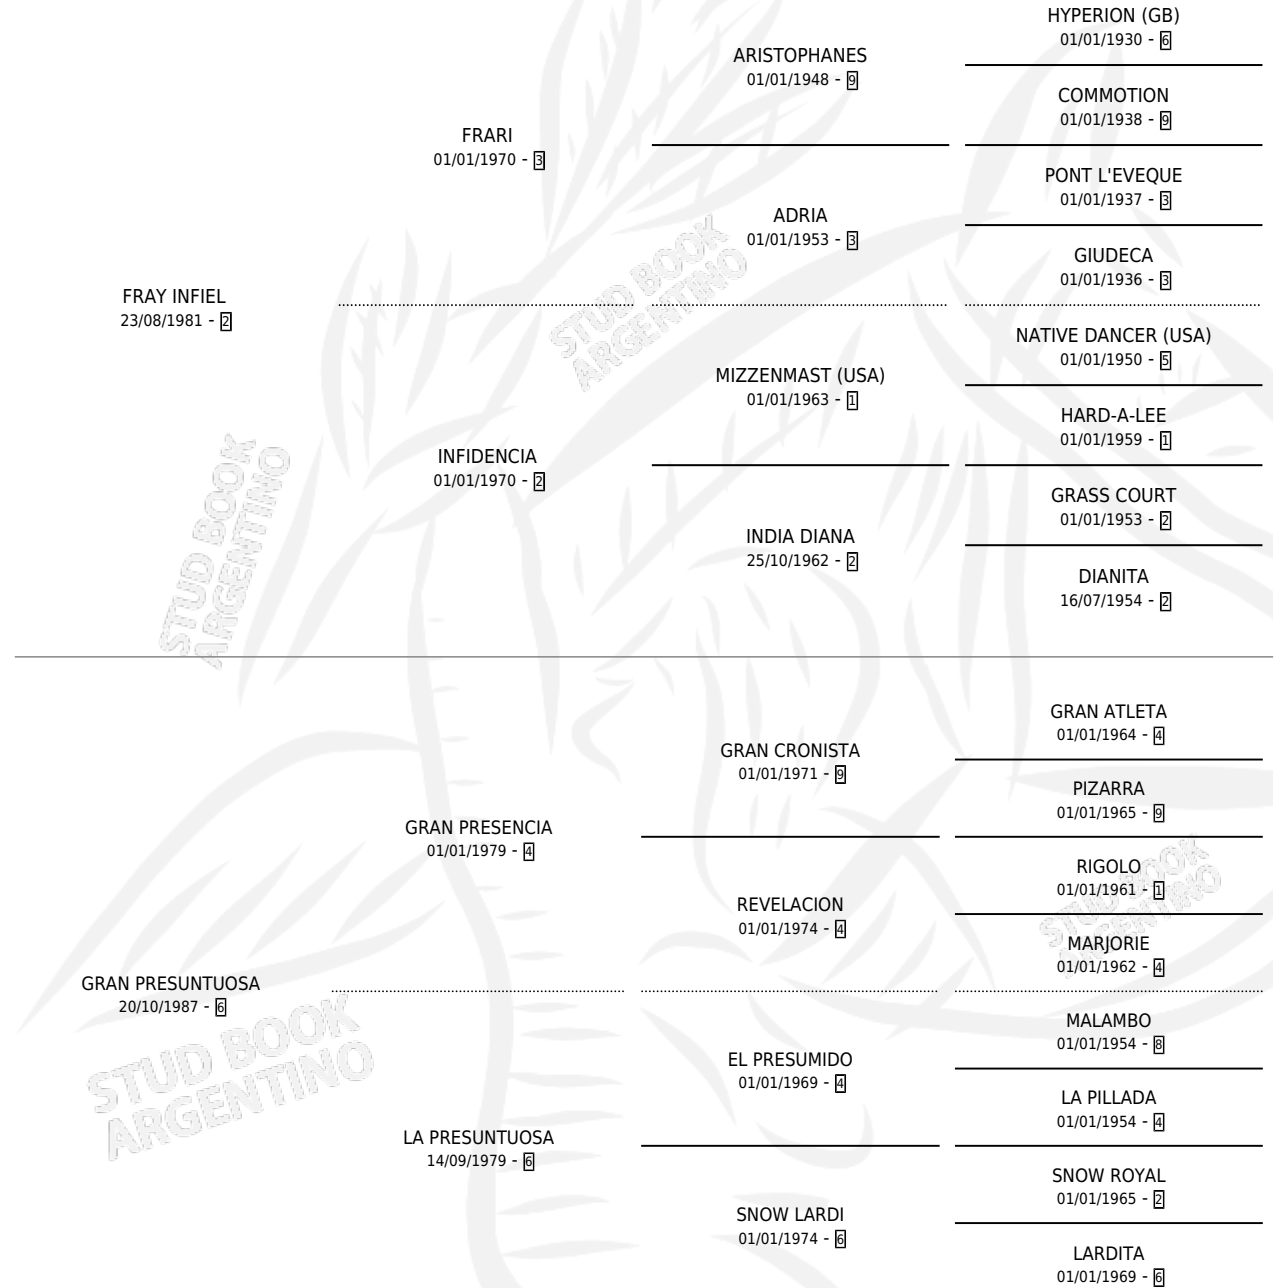 HYPERION (GB)
01/01/1930 - 6
ARISTOPHANES
01/01/1948 - 9
COMMOTION
01/01/1938 - 9
FRARI
01/01/1970 - 3
PONT L'EVEQUE
01/01/1937 - 3
ADRIA
01/01/1953 - 3
GIUDECA
01/01/1936 - 3
FRAY INFIEL
23/08/1981 - 2
NATIVE DANCER (USA)
01/01/1950 - 5
MIZZENMAST (USA)
01/01/1963 - 1
HARD-A-LEE
01/01/1959 - 1
INFIDENCIA
01/01/1970 - 2
GRASS COURT
01/01/1953 - 2
INDIA DIANA
25/10/1962 - 2
DIANITA
16/07/1954 - 2
GRAN ATLETA
01/01/1964 - 4
GRAN CRONISTA
01/01/1971 - 9
PIZARRA
01/01/1965 - 9
GRAN PRESENCIA
01/01/1979 - 4
RIGOLO
01/01/1961 - 1
REVELACION
01/01/1974 - 4
MARJORIE
01/01/1962 - 4
GRAN PRESUNTUOSA
20/10/1987 - 6
MALAMBO
01/01/1954 - 8
EL PRESUMIDO
01/01/1969 - 4
LA PILLADA
01/01/1954 - 4
LA PRESUNTUOSA
14/09/1979 - 6
SNOW ROYAL
01/01/1965 - 2
SNOW LARDI
01/01/1974 - 6
LARDITA
01/01/1969 - 6
STUD BOOK
ARGENTINO
STUD BOOK
ARGENTINO
STUD BOOK
ARGENTINO
STUD BOOK
ARGENTINO